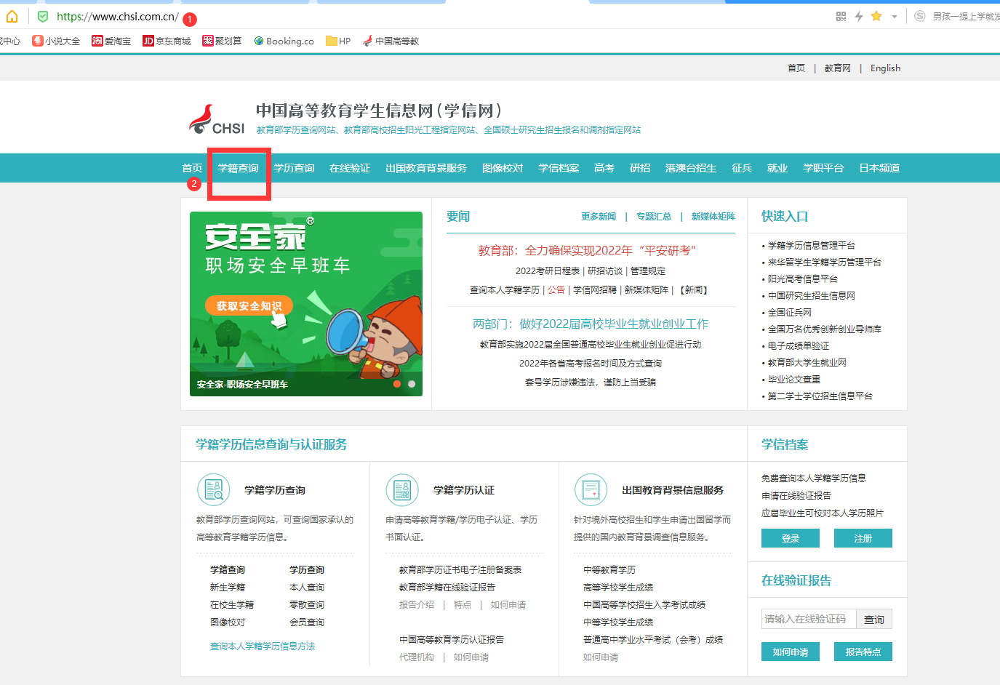 https://www.chsi.com.cn/ 1
男孩一提上学就发
中心 小说大全 爱淘宝 京东商城 聚划算 Booking.co HP 中国高等教
首页 | 教育网 | English
中国高等教育学生信息网(学信网)
CHSI
教育部学历查询网站、教育部高校招生阳光工程指定网站、全国硕士研究生招生报名和调剂指定网站
首页 学籍查询 学历查询 在线验证 出国教育背景服务 图像校对 学信档案 高考 研招 港澳台招生 征兵 就业 学职平台 日本频道
2
安全家®
职场安全早班车
获取安全知识
安全家-职场安全早班车
要闻 更多新闻 | 专题汇总 | 新媒体矩阵
教育部：全力确保实现2022年“平安研考”
2022考研日程表 | 研招访谈 | 管理规定
查询本人学籍学历 | 公告 | 学信网招聘 | 新媒体矩阵 | 【新闻】
两部门：做好2022届高校毕业生就业创业工作
教育部实施2022届全国普通高校毕业生就业创业促进行动
2022年各省高考报名时间及方式查询
套号学历涉嫌违法，谨防上当受骗
快速入口
• 学籍学历信息管理平台
• 来华留学生学籍学历管理平台
• 阳光高考信息平台
• 中国研究生招生信息网
• 全国征兵网
• 全国万名优秀创新创业导师库
• 电子成绩单验证
• 教育部大学生就业网
• 毕业论文查重
• 第二学士学位招生信息平台
学籍学历信息查询与认证服务
学籍学历查询
教育部学历查询网站，可查询国家承认的
高等教育学籍学历信息。
学籍查询 学历查询
新生学籍 本人查询
在校生学籍 零散查询
图像校对 会员查询
查询本人学籍学历信息方法
学籍学历认证
申请高等教育学籍/学历电子认证、学历
书面认证。
教育部学历证书电子注册备案表
教育部学籍在线验证报告
报告介绍 | 特点 | 如何申请
中国高等教育学历认证报告
代理机构 | 如何申请
出国教育背景信息服务
针对境外高校招生和学生申请出国留学而
提供的国内教育背景调查信息服务。
中等教育学历
高等学校学生成绩
中国高等学校招生入学考试成绩
中等学校学生成绩
普通高中学业水平考试（会考）成绩
如何申请
学信档案
免费查询本人学籍学历信息
申请在线验证报告
应届毕业生可校对本人学历照片
登录 注册
在线验证报告
请输入在线验证码 查询
如何申请 报告特点